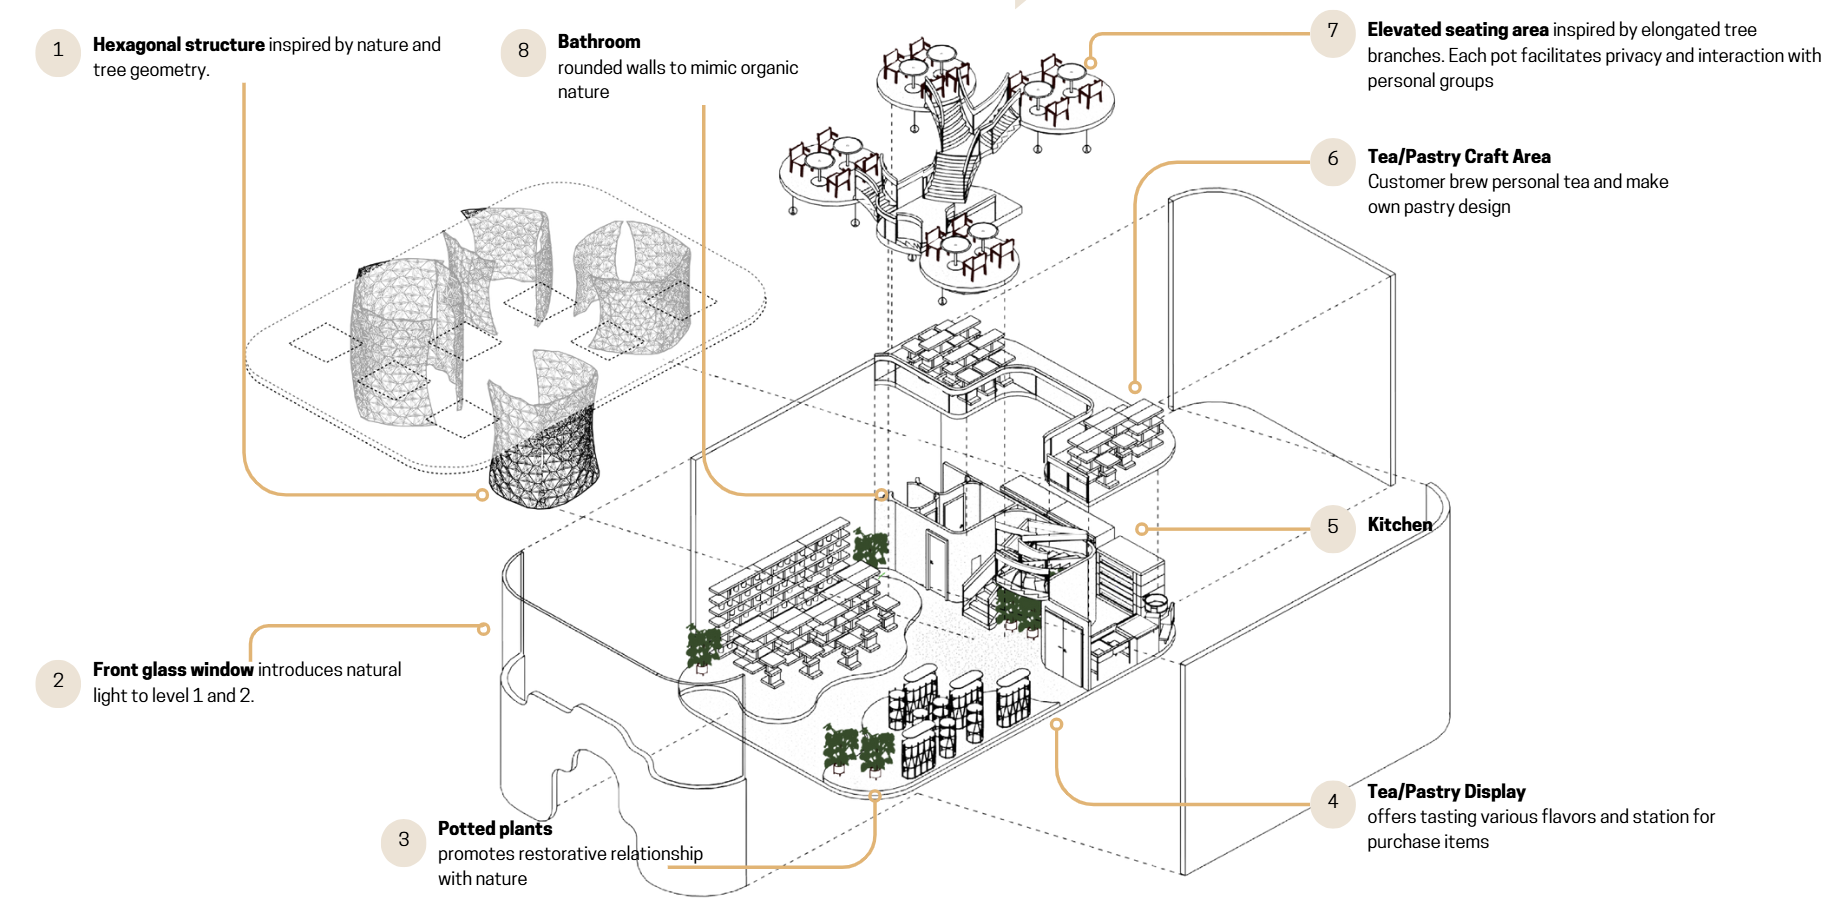 1
Hexagonal structure inspired by nature and
tree geometry.
8
Bathroom
rounded walls to mimic organic
nature
7
Elevated seating area inspired by elongated tree
branches. Each pot facilitates privacy and interaction with
personal groups
6
Tea/Pastry Craft Area
Customer brew personal tea and make
own pastry design
5
Kitchen
2
Front glass window introduces natural
light to level 1 and 2.
3
Potted plants
promotes restorative relationship
with nature
4
Tea/Pastry Display
offers tasting various flavors and station for
purchase items